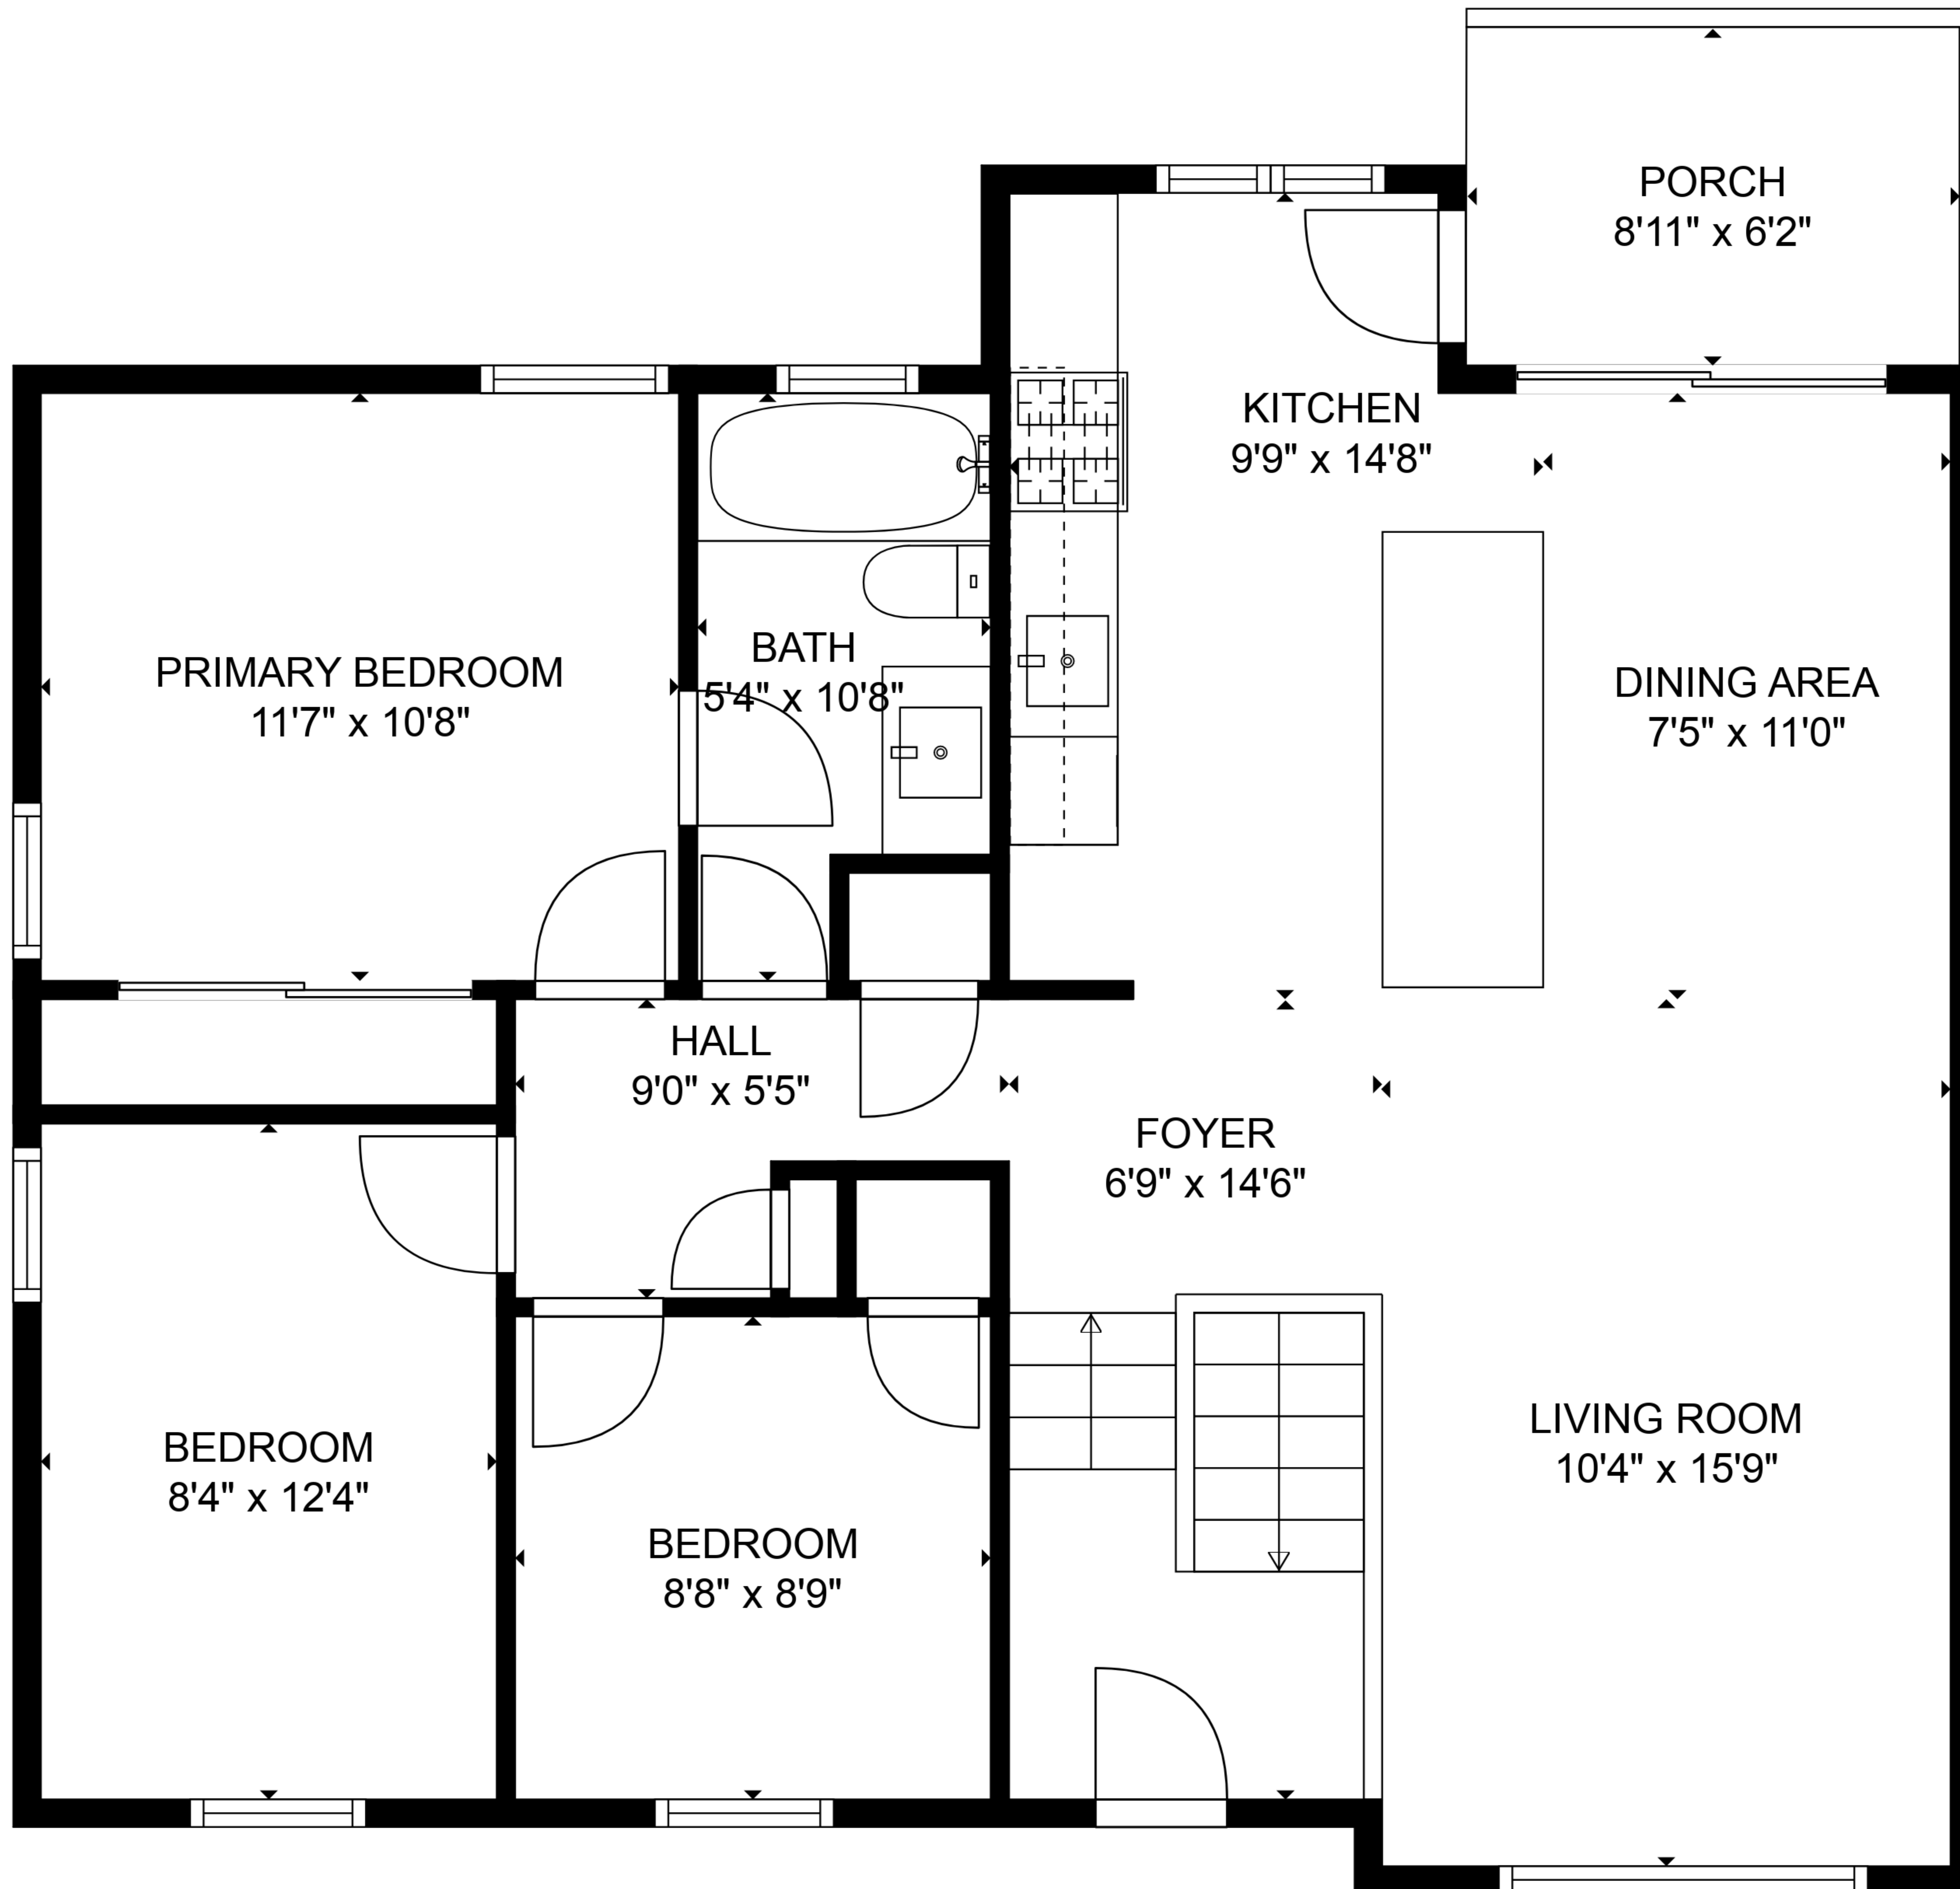 PORCH
8'11" x 6'2"
KITCHEN
9'9" x 14'8"
BATH
5'4" x 10'8"
PRIMARY BEDROOM
11'7" x 10'8"
DINING AREA
7'5" x 11'0"
HALL
9'0" x 5'5"
FOYER
6'9" x 14'6"
LIVING ROOM
10'4" x 15'9"
BEDROOM
8'4" x 12'4"
BEDROOM
8'8" x 8'9"